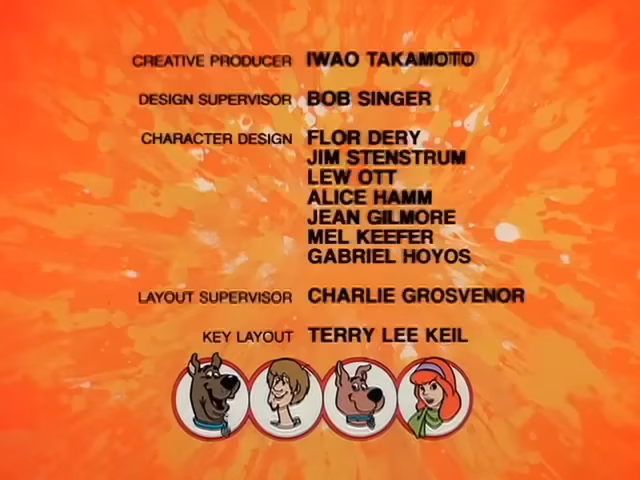 CREATIVE PRODUCER IWAO TAKAMOTO
DESIGN SUPERVISOR BOB SINGER
CHARACTER DESIGN FLOR DERY
JIM STENSTRUM
LEW OTT
ALICE HAMM
JEAN GILMORE
MEL KEEFER
GABRIEL HOYOS
LAYOUT SUPERVISOR CHARLIE GROSVENOR
KEY LAYOUT TERRY LEE KEIL